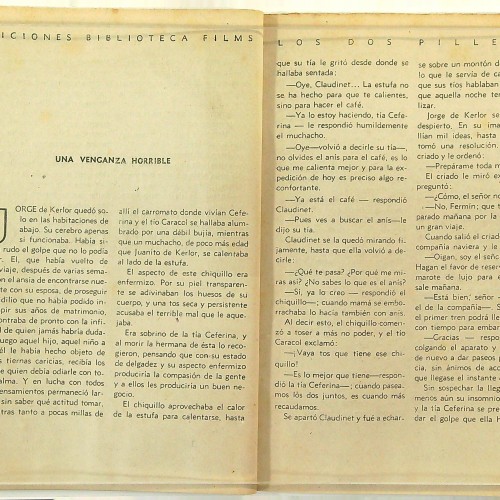 ICIONES BIBLIOTECA FILMS
UNA VENGANZA HORRIBLE
JORGE de Kerlor quedó so-
lo en las habitaciones de
abajo. Su cerebro apenas
si funcionaba. Había si-
rudo el golpe que no lo podía
r. El, que había vuelto de
viaje, después de varias sema-
n el ansia de encontrarse nue-
te con su esposa, de proseguir
dilio que no había podido in-
pir sus años de matrimonio,
ontraba de pronto con la infi-
l de quien jamás habría duda-
uego aquel hijo, aquel niño a
él le había hecho objeto de
s tiernas caricias, recibía los
e quien debía odiarle con to-
alma. Y en lucha con todos
ensamientos permaneció lar-
sin saber qué actitud tomar,
tras tanto a pocas millas de
allí el carromato donde vivían Cefe-
rina y el tío Caracol se hallaba alum-
brado por una débil bujía, mientras
que un muchacho, de poco más edad
que Juanito de Kerlor, se calentaba
al lado de la estufa.
El aspecto de este chiquillo era
enfermizo. Por su piel transparen-
te se adivinaban los huesos de su
cuerpo, y una tos seca y persistente
acusaba el terrible mal que le aque-
jaba.
Era sobrino de la tía Ceferina, y
al morir la hermana de ésta lo reco-
gieron, pensando que con su estado
de delgadez y su aspecto enfermizo
produciría la compasión de la gente
y a ellos les produciría un buen ne-
gocio.
El chiquillo aprovechaba el calor
de la estufa para calentarse, hasta
LOS DOS PILLE
que su tía le gritó desde donde se
hallaba sentada:
—Oye, Claudinet... La estufa no
se ha hecho para que te calientes,
sino para hacer el café.
—Ya lo estoy haciendo, tía Cefe-
rina — le respondió humildemente
el muchacho.
—Oye—volvió a decirle su tía—,
no olvides el anís para el café, es lo
que me calienta mejor y para la ex-
pedición de hoy es preciso algo re-
confortante.
—Ya está el café — respondió
Claudinet.
—Pues ves a buscar el anís—le
dijo su tía.
Claudinet se la quedó mirando fi-
jamente, hasta que ella volvió a de-
cirle:
—¿Qué te pasa? ¿Por qué me mi-
ras así? ¿No sabes lo que es el anís?
—Sí, ya lo creo — respondió el
chiquillo—; cuando mamá se embo-
rrachaba lo hacía también con anís.
Al decir esto, el chiquillo comen-
zó a toser a más no poder, y el tío
Caracol exclamó:
—¡Vaya tos que tiene ese chi-
quillo!
—Es lo mejor que tiene—respon-
dió la tía Ceferina—; cuando pasea-
mos los dos juntos, es cuando más
recaudamos.
Se apartó Claudinet y fué a echar-
se sobre un montón d
lo que le servía de ca
que sus tíos hablaban
que aquella noche ten
lizar.
Jorge de Kerlor se
despierto. En su ima
llían mil ideas, hasta
tomó una resolución.
criado y le ordenó:
—Prepárame toda m
El criado le miró ex
preguntó:
—¿Cómo, el señor no
—No, Fermín; que t
parado mañana por la
un gran viaje.
Cuando salió el criado
compañía naviera y le
—Oigan, soy el seño
Hagan el favor de reser
marote de lujo para e
sale mañana.
—Está bien, señor —
el de la compañía— S
el primer tren podrá lle
con tiempo para embar
—Gracias — respo
colgando el aparato y
de nuevo a dar paseos p
cia, sin ánimos de aco
que llegase el instante d
Sin sospechar la lleg
menos aún su insomnio
y la tía Ceferina se pre
dar el golpe que ella h